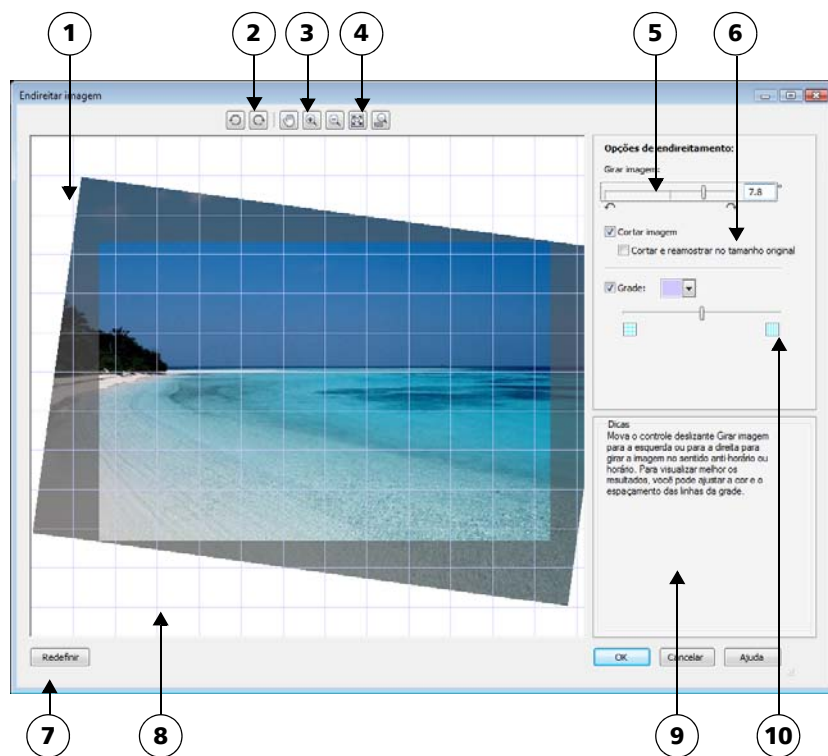 1 2 3 4 5 6
Endireitar imagem
Opções de endireitamento:
Girar imagem:
7.8 °
Cortar imagem
Cortar e reamostrar no tamanho original
Grade:
Dicas
Mova o controle deslizante Girar imagem
para a esquerda ou para a direita para
girar a imagem no sentido anti-horário ou
horário. Para visualizar melhor os
resultados, você pode ajustar a cor e o
espaçamento das linhas da grade.
Redefinir
OK Cancelar Ajuda
7 8 9 10